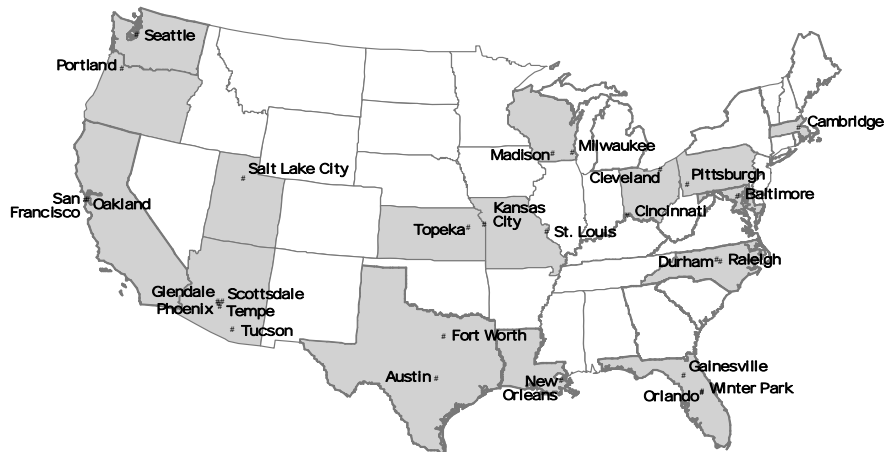 Seattle
Portland
Cambridge
Milwaukee
Madison
Salt Lake City
Cleveland
Pittsburgh
San
Francisco
Oakland
Baltimore
Kansas
City
Cincinnati
Topeka
St. Louis
Durham
Raleigh
Glendale
Scottsdale
Phoenix
Tempe
Tucson
Fort Worth
Gainesville
Austin
New
Orleans
Orlando
Winter Park